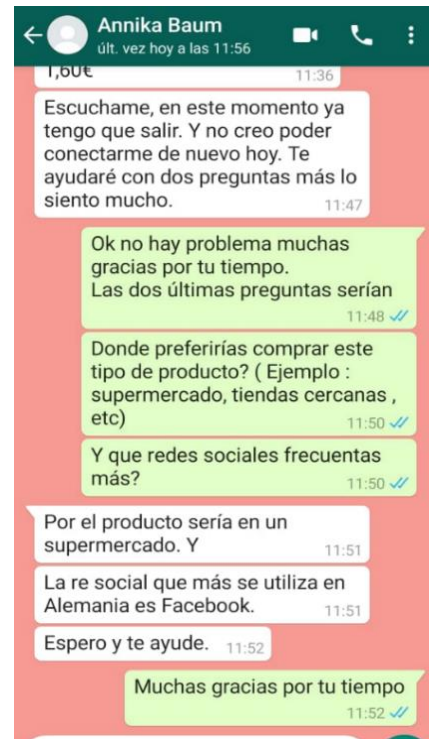 Annika Baum
últ. vez hoy a las 11:56
1,60€
11:36
Escuchame, en este momento ya
tengo que salir. Y no creo poder
conectarme de nuevo hoy. Te
ayudaré con dos preguntas más lo
siento mucho.
11:47
Ok no hay problema muchas
gracias por tu tiempo.
Las dos últimas preguntas serían
11:48
Donde preferirías comprar este
tipo de producto? ( Ejemplo :
supermercado, tiendas cercanas ,
etc)
11:50
Y que redes sociales frecuentas
más?
11:50
Por el producto sería en un
supermercado. Y
11:51
La re social que más se utiliza en
Alemania es Facebook.
11:51
Espero y te ayude. 11:52
Muchas gracias por tu tiempo
11:52